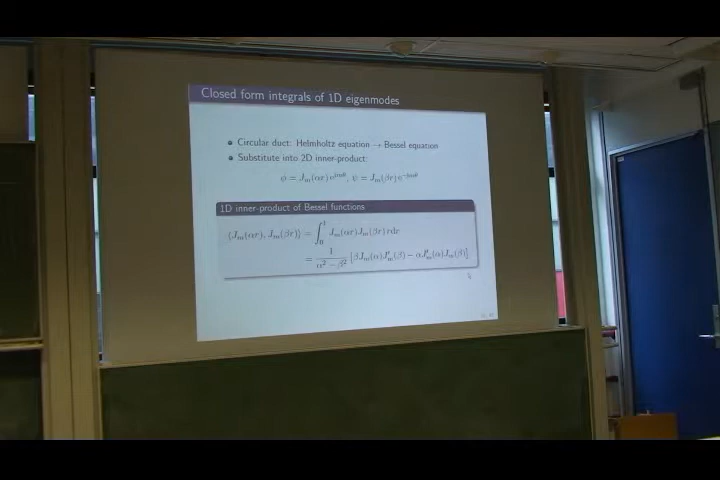 Closed form integrals of 1D eigenmodes
• Circular duct: Helmholtz equation → Bessel equation
• Substitute into 2D inner-product:
φ = J_m(αr) e^{imθ}, ψ = J_m(βr) e^{−imθ}
1D inner-product of Bessel functions
⟨J_m(αr), J_m(βr)⟩ = ∫_0^1 J_m(αr)J_m(βr) r dr
= 1/(α² − β²) [βJ_m(α)J′_m(β) − αJ′_m(α)J_m(β)]